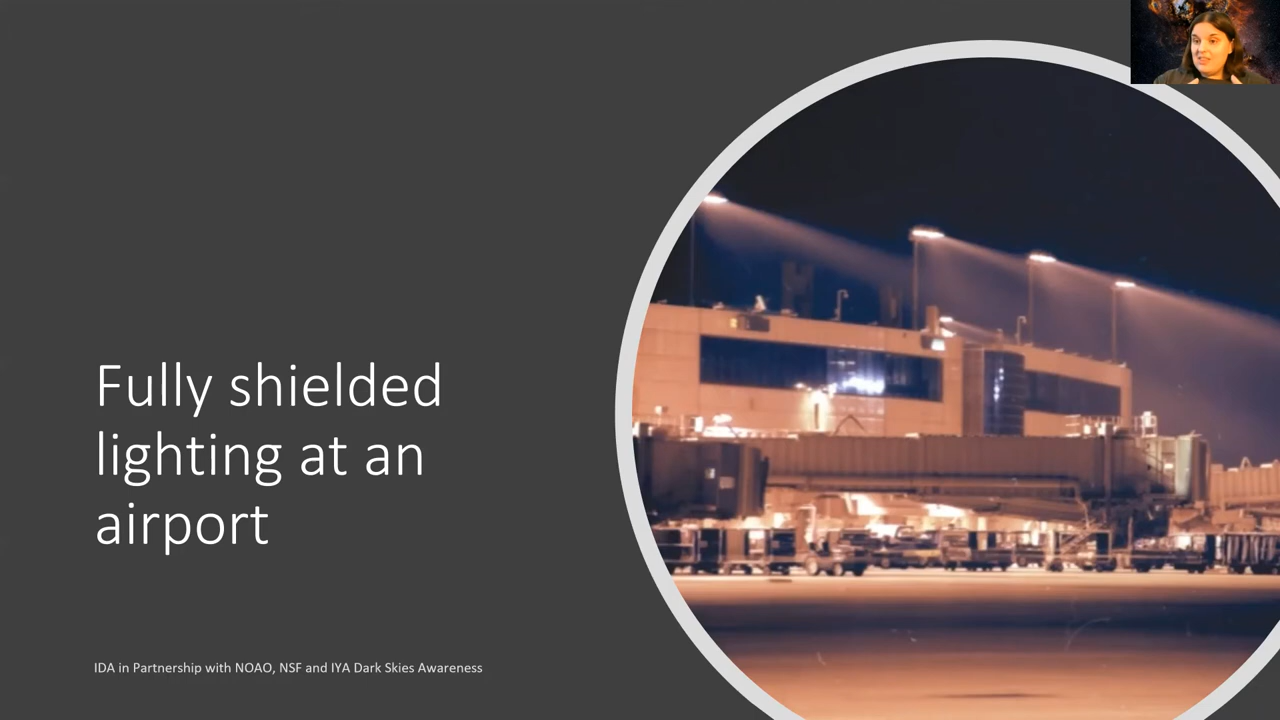 Fully shielded
lighting at an
airport
IDA in Partnership with NOAO, NSF and IYA Dark Skies Awareness